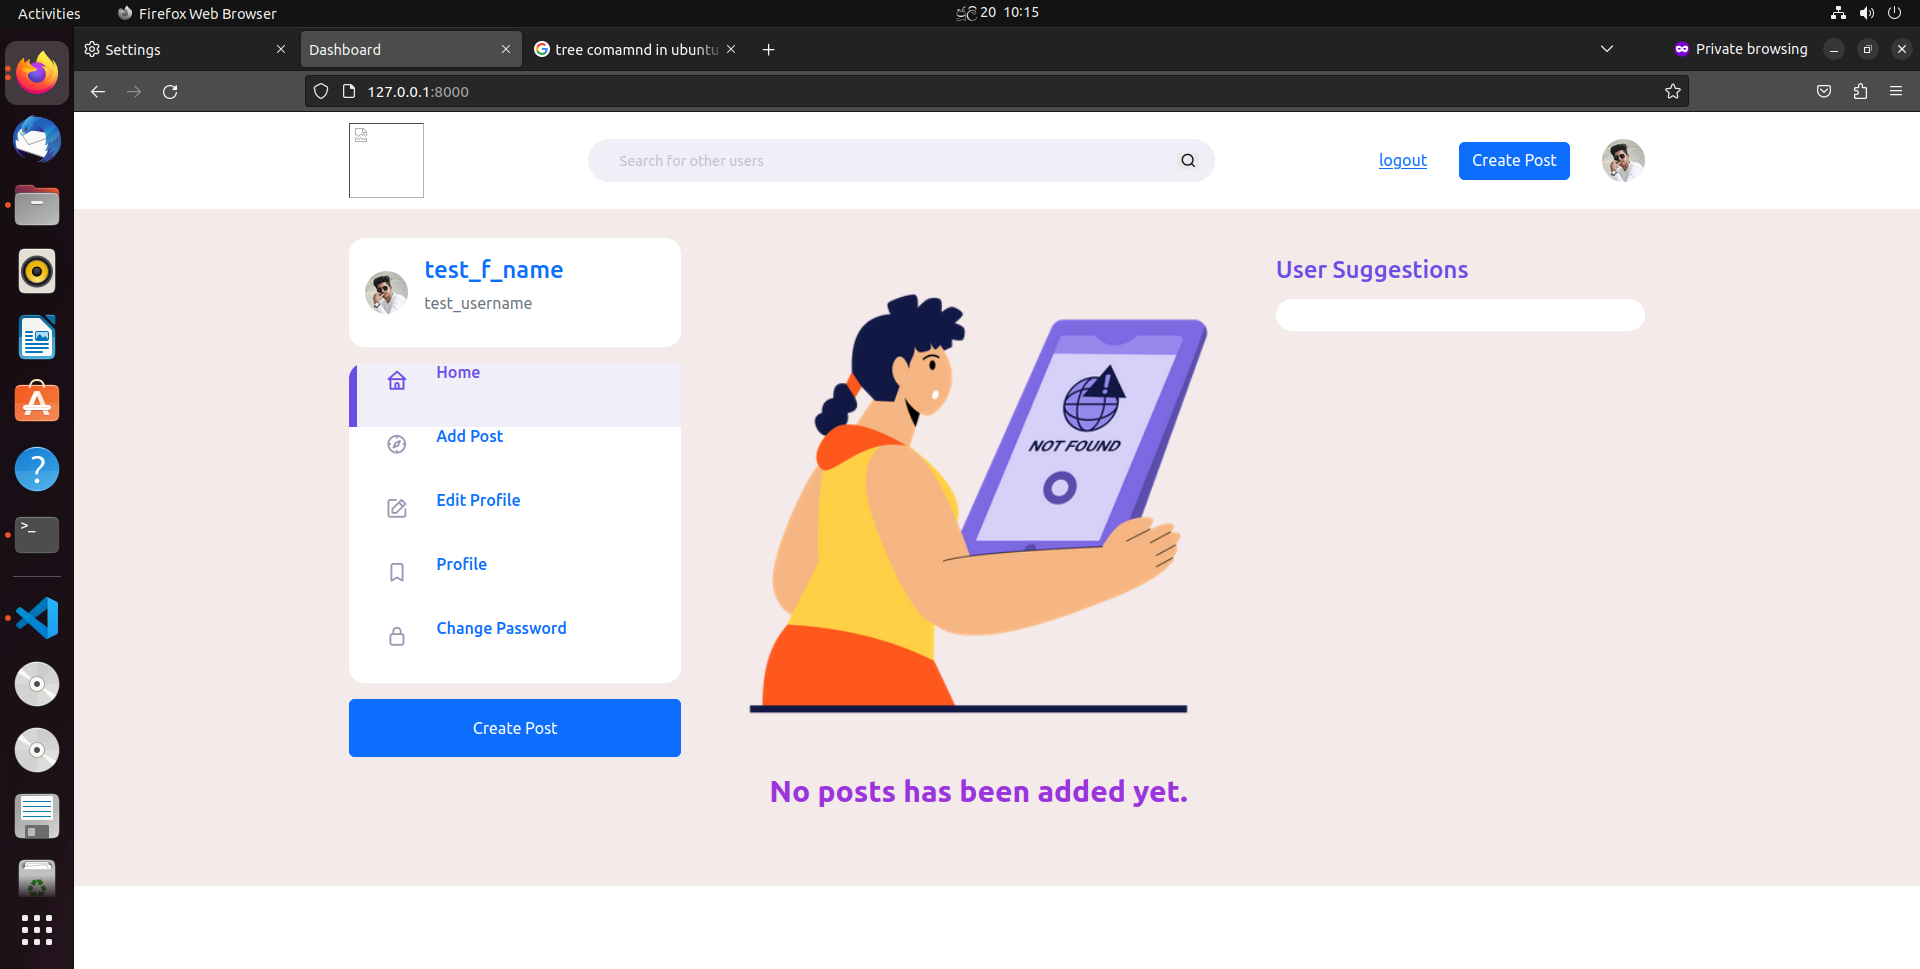 Activities
Firefox Web Browser
ජූලි 20 10:15
Settings
Dashboard
tree comamnd in ubuntu
Private browsing
127.0.0.1:8000
Search for other users
logout
Create Post
test_f_name
test_username
User Suggestions
Home
Add Post
Edit Profile
Profile
Change Password
Create Post
NOT FOUND
No posts has been added yet.